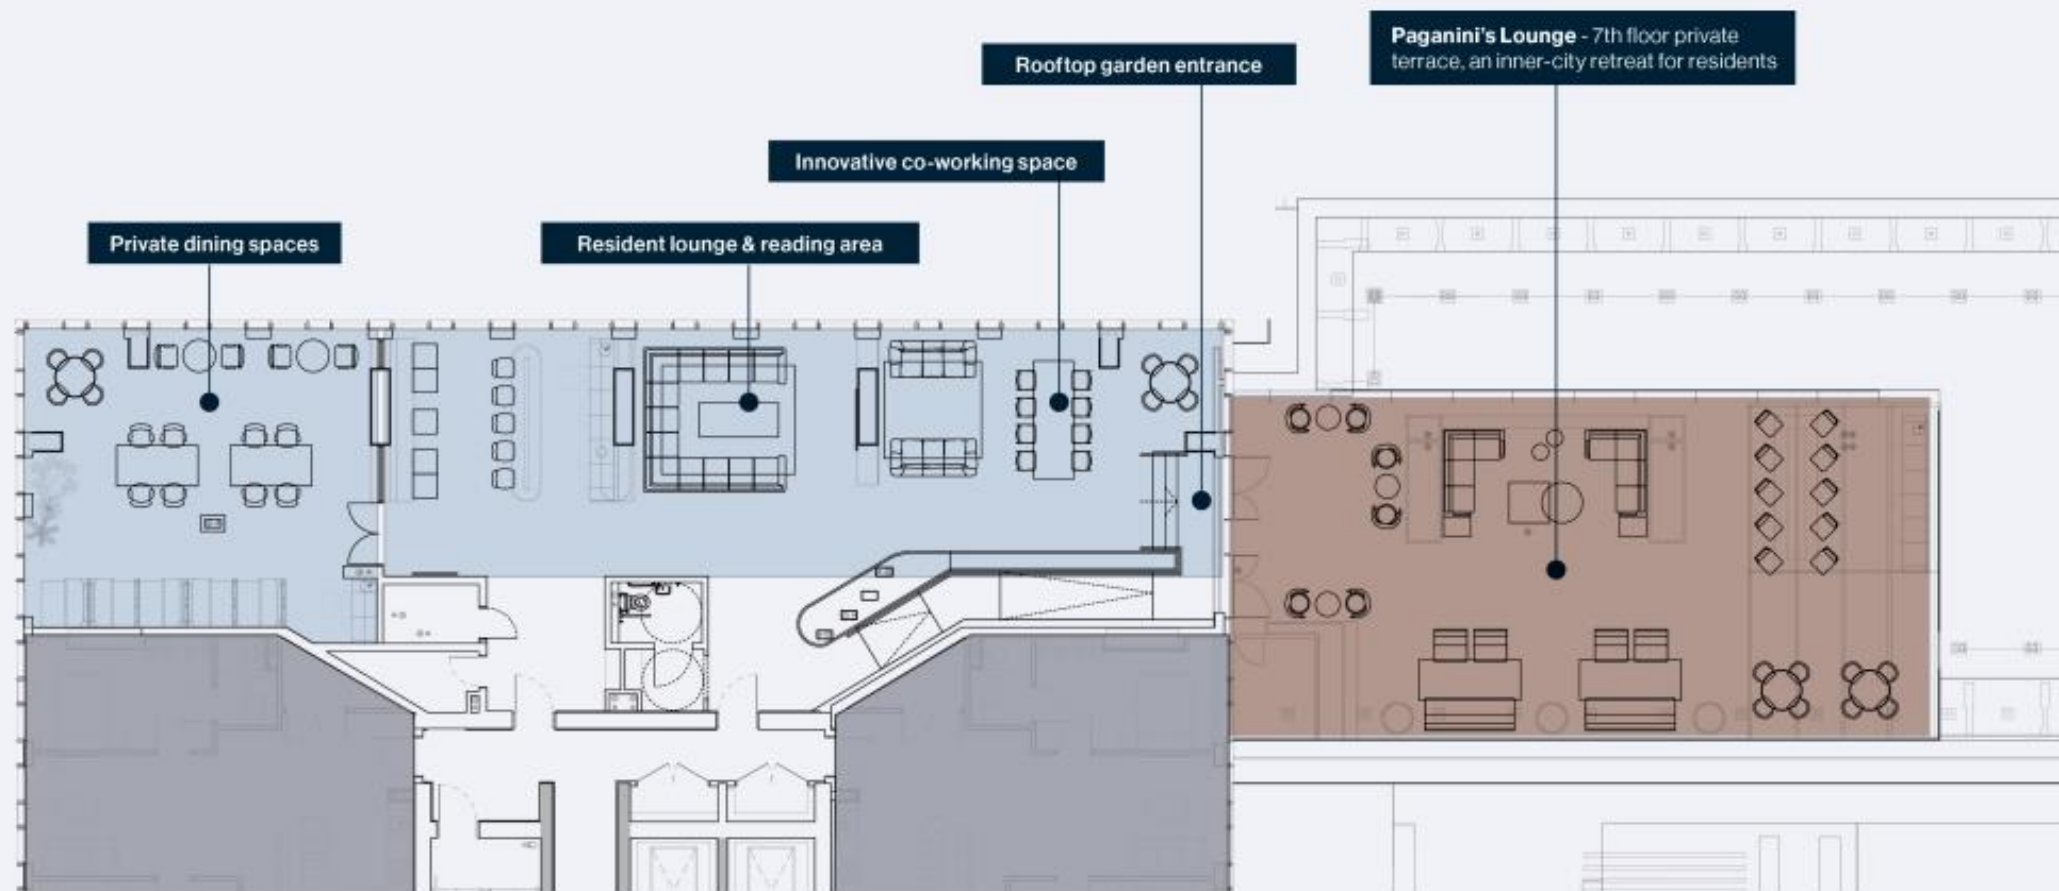 Paganini's Lounge - 7th floor private
terrace, an inner-city retreat for residents
Rooftop garden entrance
Innovative co-working space
Private dining spaces
Resident lounge & reading area